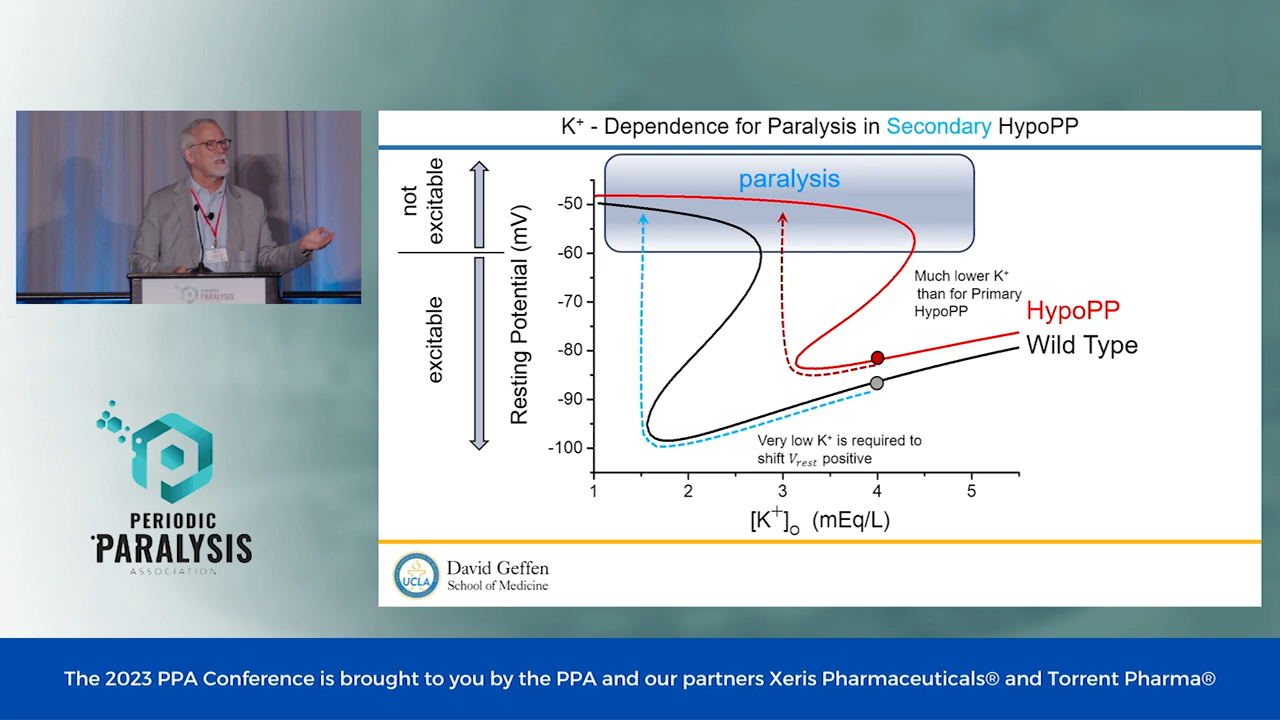 K⁺ - Dependence for Paralysis in Secondary HypoPP
not
excitable
excitable
Resting Potential (mV)
-50
-60
-70
-80
-90
-100
paralysis
Much lower K⁺
than for Primary
HypoPP
HypoPP
Wild Type
Very low K⁺ is required to
shift Vrest positive
1 2 3 4 5
[K⁺]o (mEq/L)
UCLA
David Geffen
School of Medicine
PARALYSIS
PERIODIC
PARALYSIS
ASSOCIATION
The 2023 PPA Conference is brought to you by the PPA and our partners Xeris Pharmaceuticals® and Torrent Pharma®